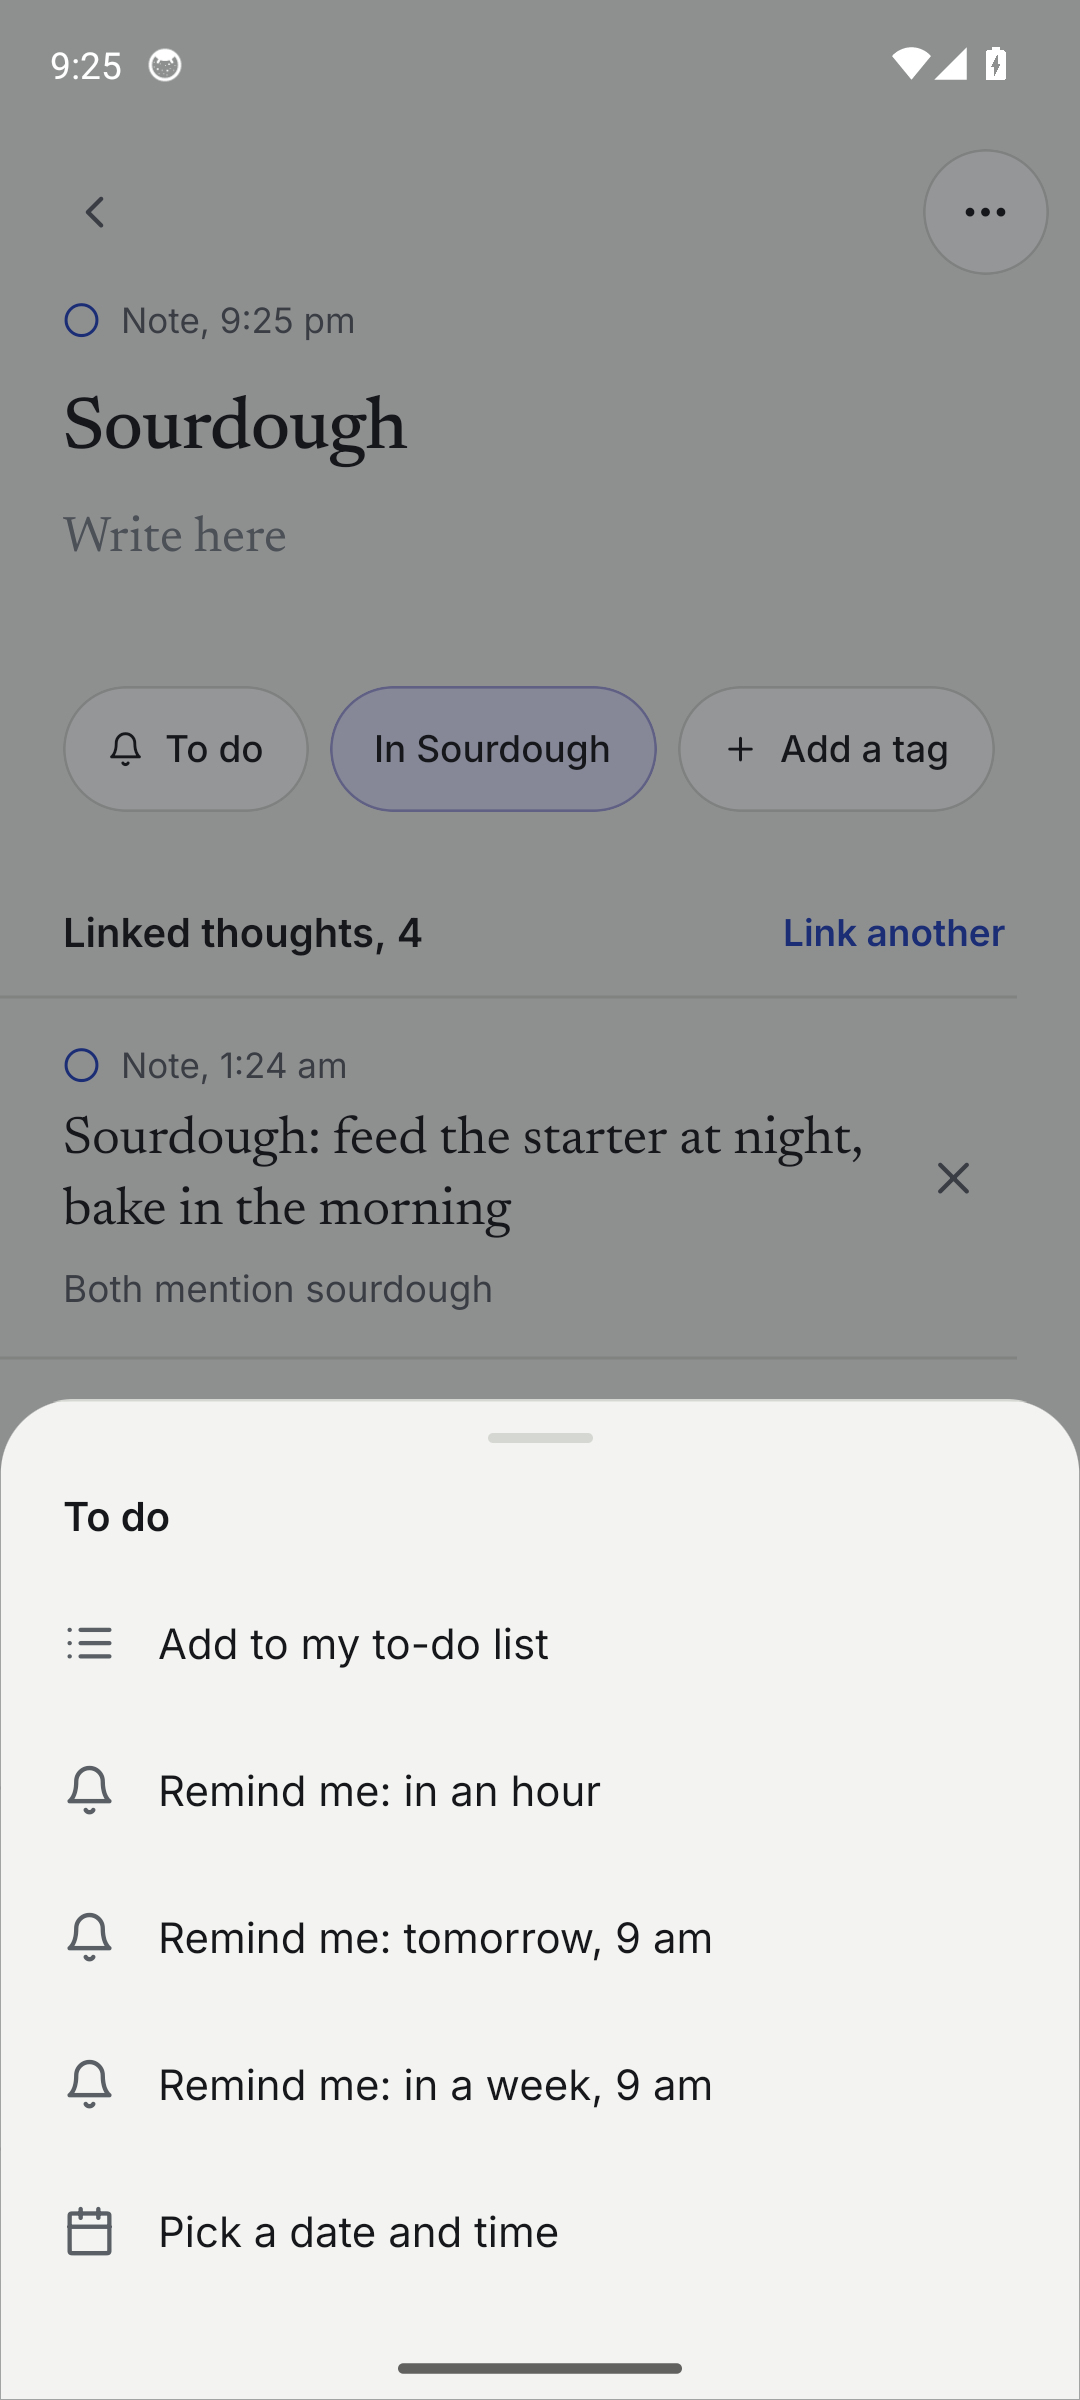 9:25
Note, 9:25 pm
Sourdough
Write here
To do
In Sourdough
Add a tag
Linked thoughts, 4
Link another
Note, 1:24 am
Sourdough: feed the starter at night,
bake in the morning
Both mention sourdough
To do
Add to my to-do list
Remind me: in an hour
Remind me: tomorrow, 9 am
Remind me: in a week, 9 am
Pick a date and time